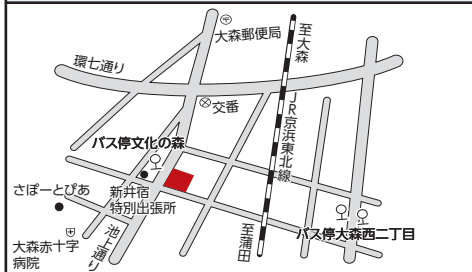 大森郵便局
環七通り
至大森
交番
JR京浜東北線
バス停文化の森
さぽーとぴあ
新井宿
特別出張所
池上通り
大森赤十字
病院
至蒲田
バス停大森西二丁目